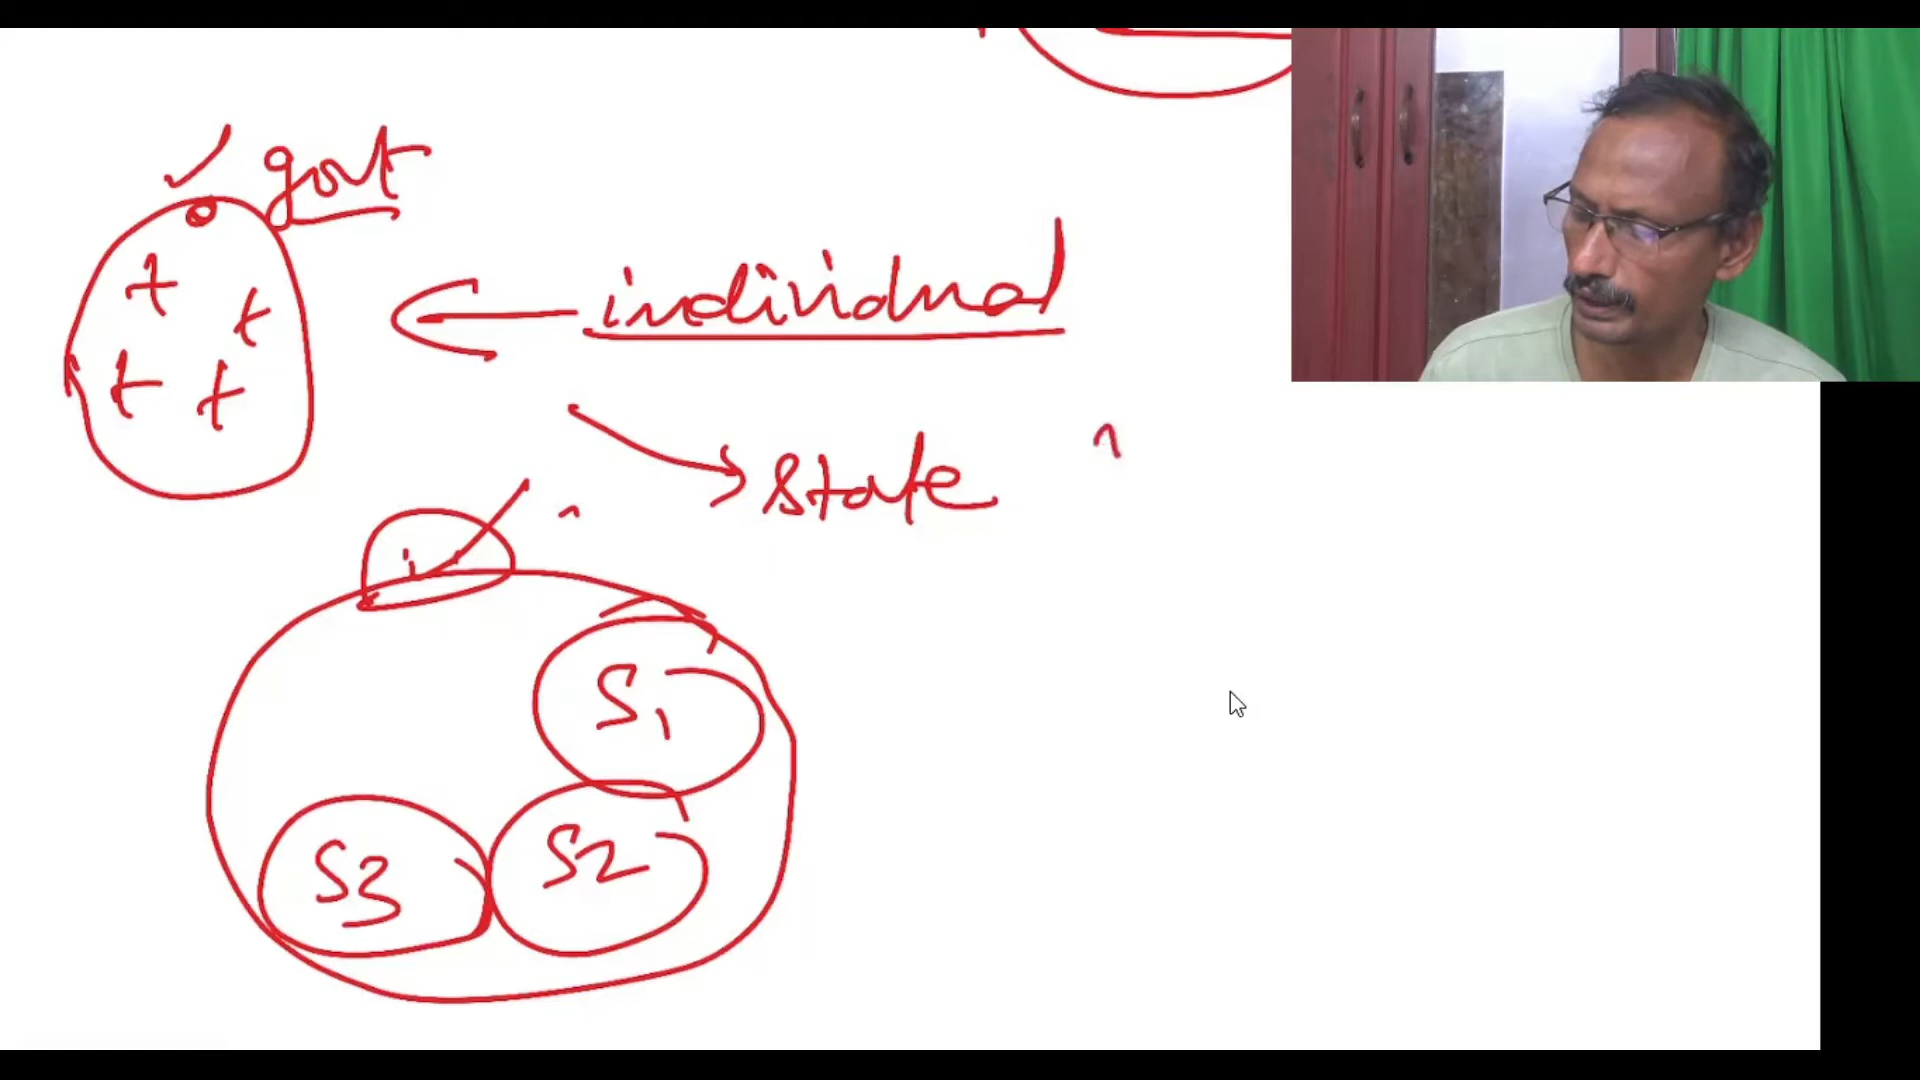 govt
+
+
individual
+ +
state
S1
S2
S3